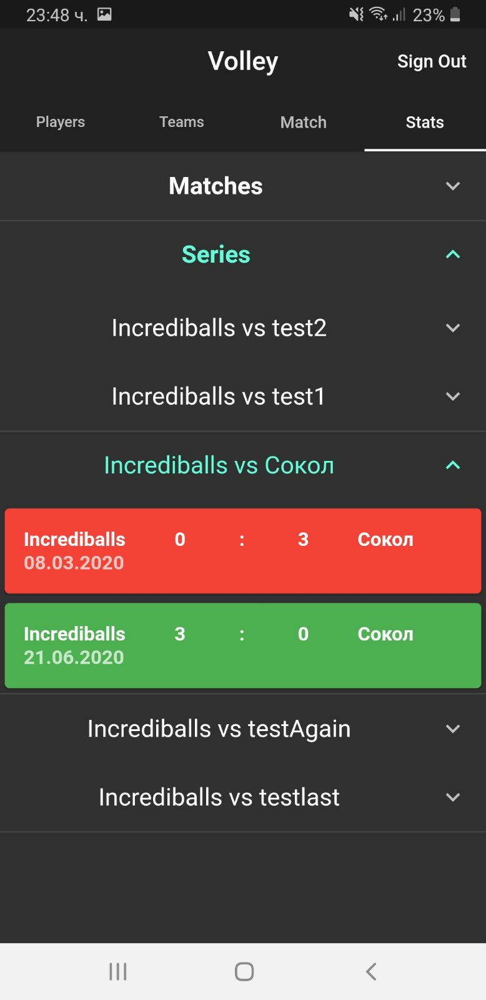 23:48 ч. 23%
Volley Sign Out
Players Teams Match Stats
Matches
Series
Incrediballs vs test2
Incrediballs vs test1
Incrediballs vs Сокол
Incrediballs 0 : 3 Сокол
08.03.2020
Incrediballs 3 : 0 Сокол
21.06.2020
Incrediballs vs testAgain
Incrediballs vs testlast